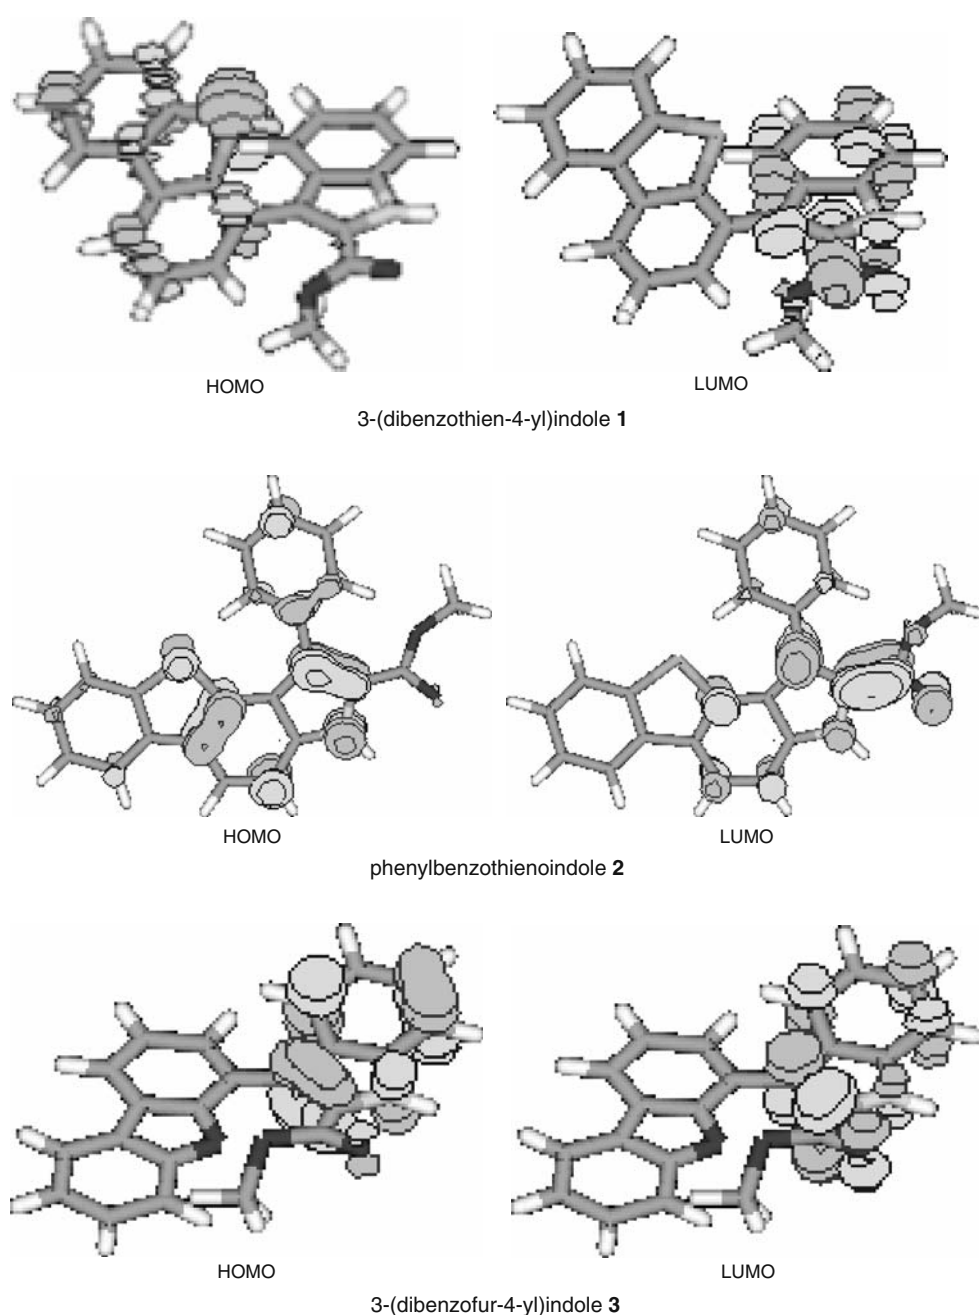 HOMO
LUMO
3-(dibenzothien-4-yl)indole 1
HOMO
LUMO
phenylbenzothienoindole 2
HOMO
LUMO
3-(dibenzofur-4-yl)indole 3